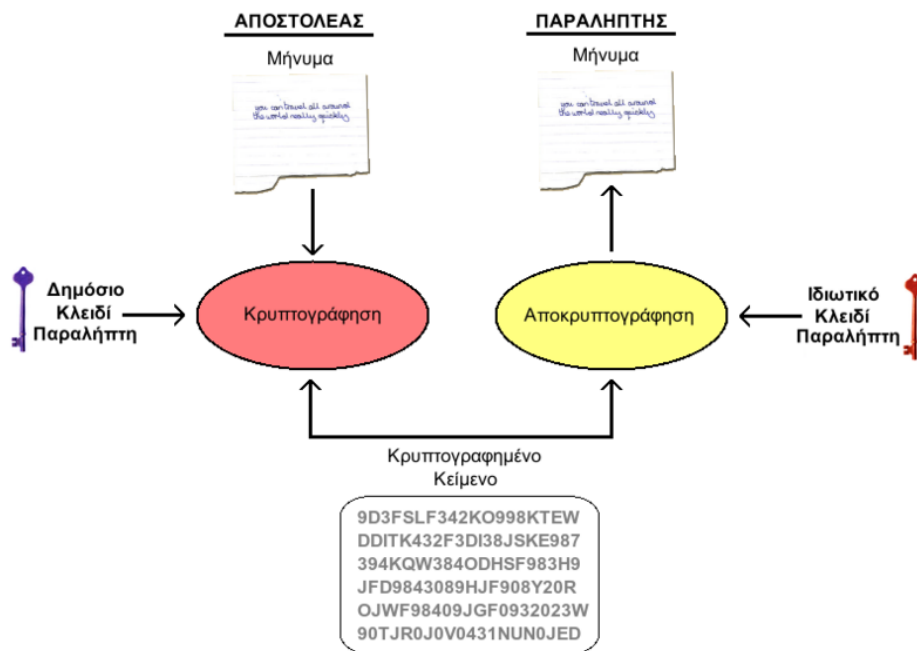 ΑΠΟΣΤΟΛΕΑΣ
ΠΑΡΑΛΗΠΤΗΣ
Μήνυμα
Μήνυμα
you can travel all around
the world really quickly
you can travel all around
the world really quickly
Δημόσιο
Κλειδί
Παραλήπτη
Κρυπτογράφηση
Αποκρυπτογράφηση
Ιδιωτικό
Κλειδί
Παραλήπτη
Κρυπτογραφημένο
Κείμενο
9D3FSLF342KO998KTEW
DDITK432F3DI38JSKE987
394KQW384ODHSF983H9
JFD9843089HJF908Y20R
OJWF98409JGF0932023W
90TJR0J0V0431NUN0JED